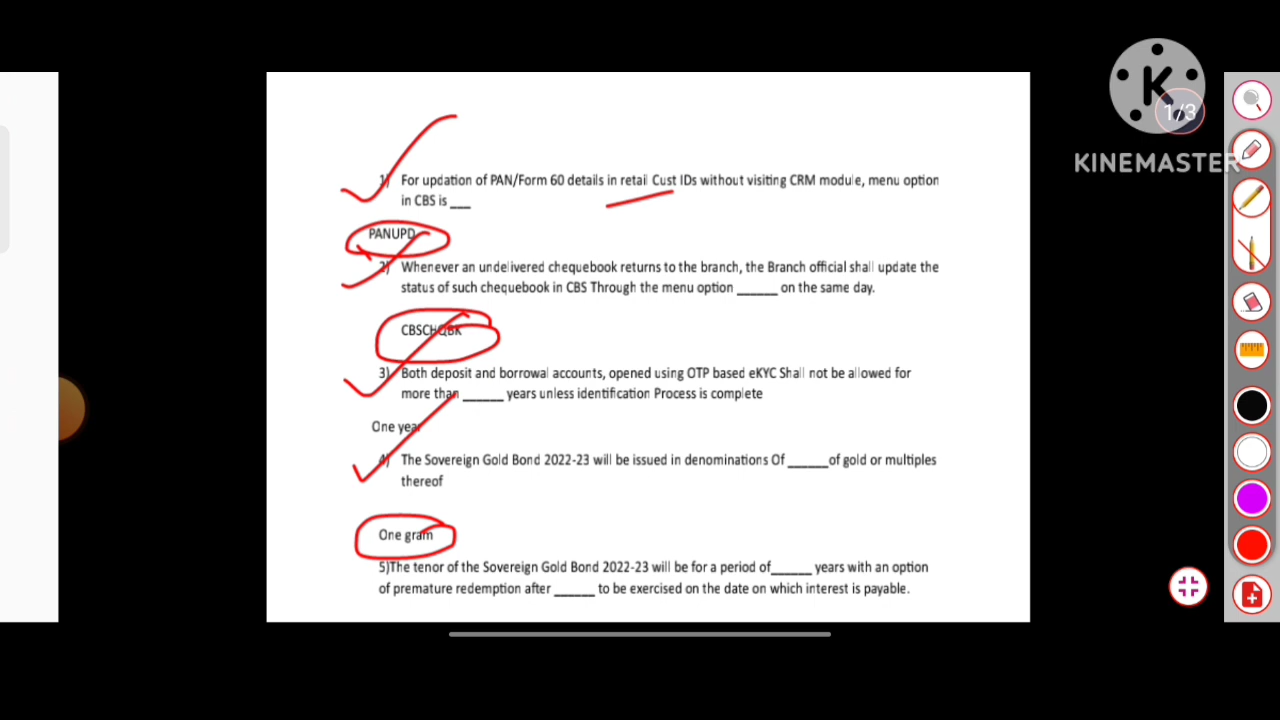 1/3
KINEMASTER
1) For updation of PAN/Form 60 details in retail Cust IDs without visiting CRM module, menu option
in CBS is ___
PANUPD
2) Whenever an undelivered chequebook returns to the branch, the Branch official shall update the
status of such chequebook in CBS Through the menu option ______ on the same day.
CBSCHQBK
3) Both deposit and borrowal accounts, opened using OTP based eKYC Shall not be allowed for
more than ______ years unless identification Process is complete
One year
4) The Sovereign Gold Bond 2022-23 will be issued in denominations Of ______of gold or multiples
thereof
One gram
5)The tenor of the Sovereign Gold Bond 2022-23 will be for a period of______ years with an option
of premature redemption after ______ to be exercised on the date on which interest is payable.